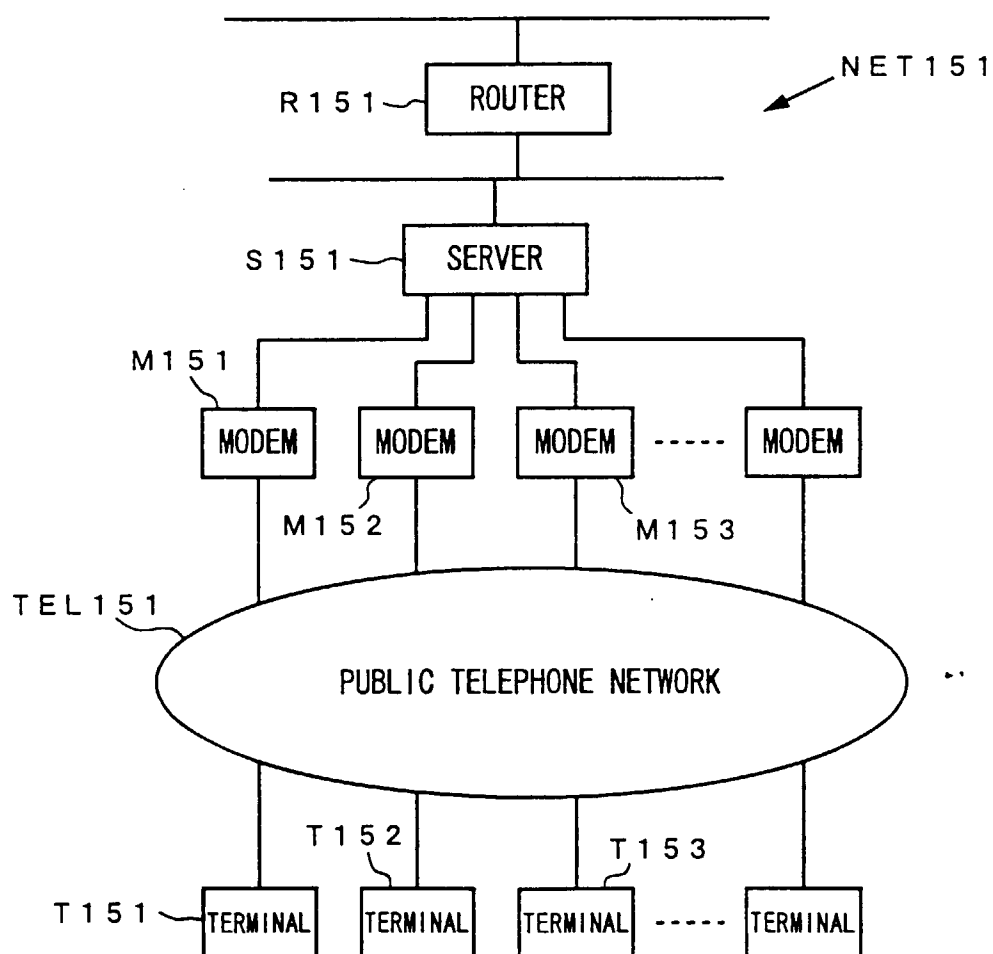 NET151
R151 ROUTER
S151 SERVER
M151
MODEM MODEM MODEM ----- MODEM
M152 M153
TEL151
PUBLIC TELEPHONE NETWORK
T152 T153
T151 TERMINAL TERMINAL TERMINAL ----- TERMINAL